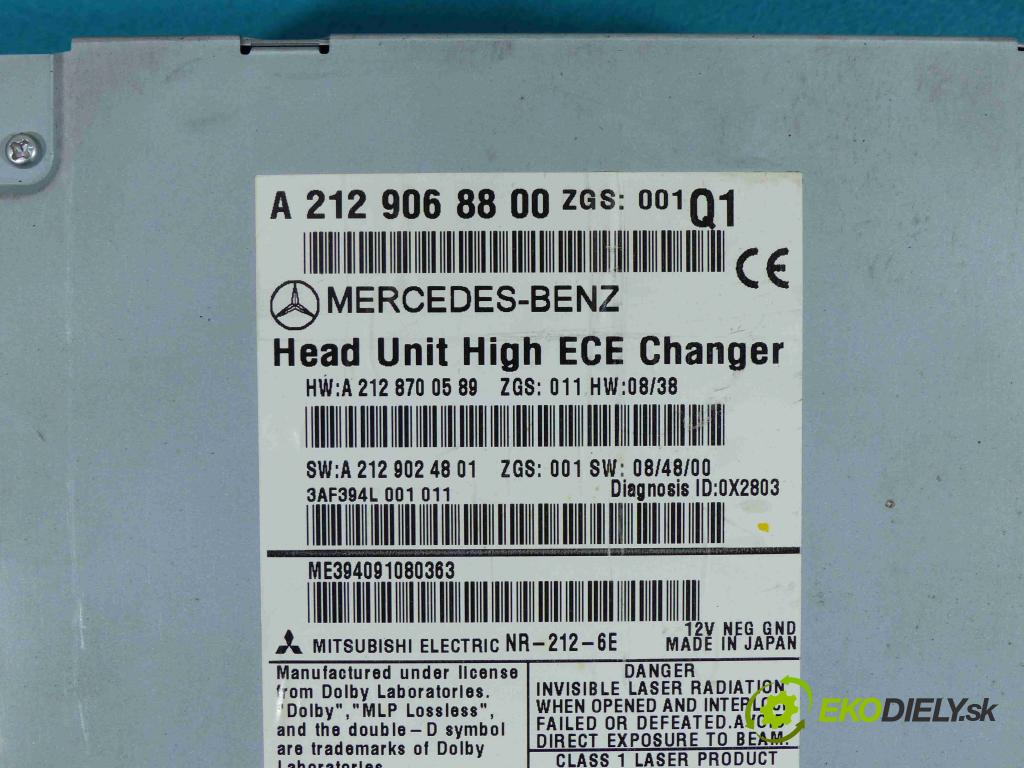 A 212 906 88 00 ZGS: 001 Q1
CE
MERCEDES-BENZ
Head Unit High ECE Changer
HW:A 212 870 05 89 ZGS: 011 HW:08/38
SW:A 212 902 48 01 ZGS: 001 SW: 08/48/00
3AF394L 001 011 Diagnosis ID:0X2803
ME394091080363
12V NEG GND
MITSUBISHI ELECTRIC NR-212-6E MADE IN JAPAN
Manufactured under license
from Dolby Laboratories.
"Dolby","MLP Lossless",
and the double-D symbol
are trademarks of Dolby
Laboratories.
DANGER
INVISIBLE LASER RADIATION
WHEN OPENED AND
FAILED OR DEFEATED.
DIRECT EXPOSURE TO BEAM.
CLASS 1 LASER PRODUCT
EKODIELY.sk